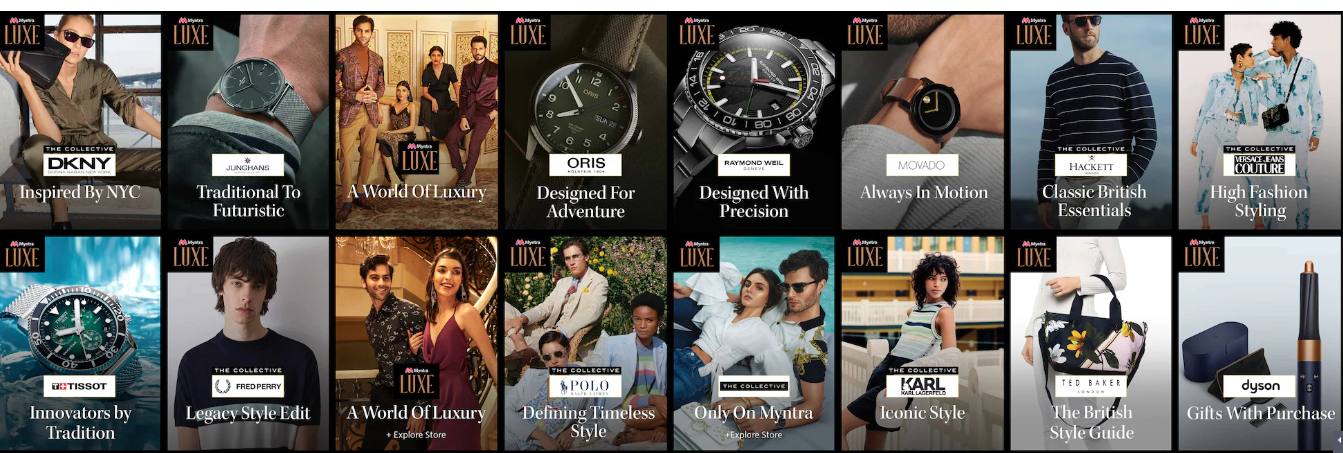 Myntra
LUXE
THE COLLECTIVE
DKNY
DONNA KARAN NEW YORK
Inspired By NYC
Myntra
LUXE
JUNGHANS
Traditional To
Futuristic
Myntra
LUXE
Myntra
LUXE
A World Of Luxury
Myntra
LUXE
ORIS
ORIS
HÖLSTEIN 1904
Designed For
Adventure
Myntra
LUXE
RAYMOND WEIL
GENEVE
Designed With
Precision
Myntra
LUXE
MOVADO
Always In Motion
Myntra
LUXE
THE COLLECTIVE
HACKETT
LONDON
Classic British
Essentials
Myntra
LUXE
THE COLLECTIVE
VERSACE JEANS
COUTURE
High Fashion
Styling
Myntra
LUXE
TISSOT
Innovators by
Tradition
Myntra
LUXE
THE COLLECTIVE
FRED PERRY
Legacy Style Edit
Myntra
LUXE
Myntra
LUXE
A World Of Luxury
+ Explore Store
Myntra
LUXE
THE COLLECTIVE
POLO
RALPH LAUREN
Defining Timeless
Style
Myntra
LUXE
THE COLLECTIVE
Only On Myntra
+Explore Store
Myntra
LUXE
THE COLLECTIVE
KARL
KARL LAGERFELD
Iconic Style
Myntra
LUXE
TED BAKER
LONDON
The British
Style Guide
Myntra
LUXE
dyson
Gifts With Purchase